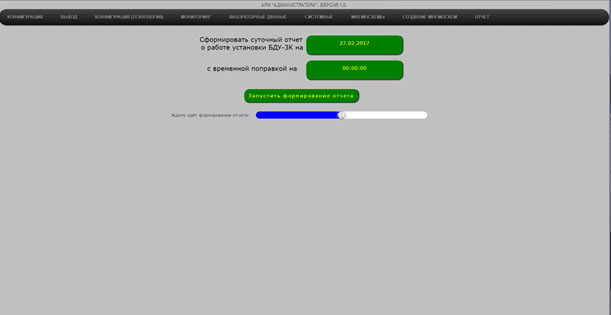 АРМ "АДМИНИСТРАТОРА". ВЕРСИЯ 1.5.
КОНФИГУРАЦИЯ ВЫХОД КОНФИГУРАЦИЯ (ТЕХНОЛОГИЯ) МОНИТОРИНГ ЛАБОРАТОРНЫЕ ДАННЫЕ СИСТЕМНЫЕ МНЕМОСХЕМЫ СОЗДАНИЕ МНЕМОСХЕМ ОТЧЕТ
Сформировать суточный отчет
о работе установки БДУ-3К на
27.02.2017
с временной поправкой на
00:00:00
Запустить формирование отчета
Ждите идёт формирование отчета: